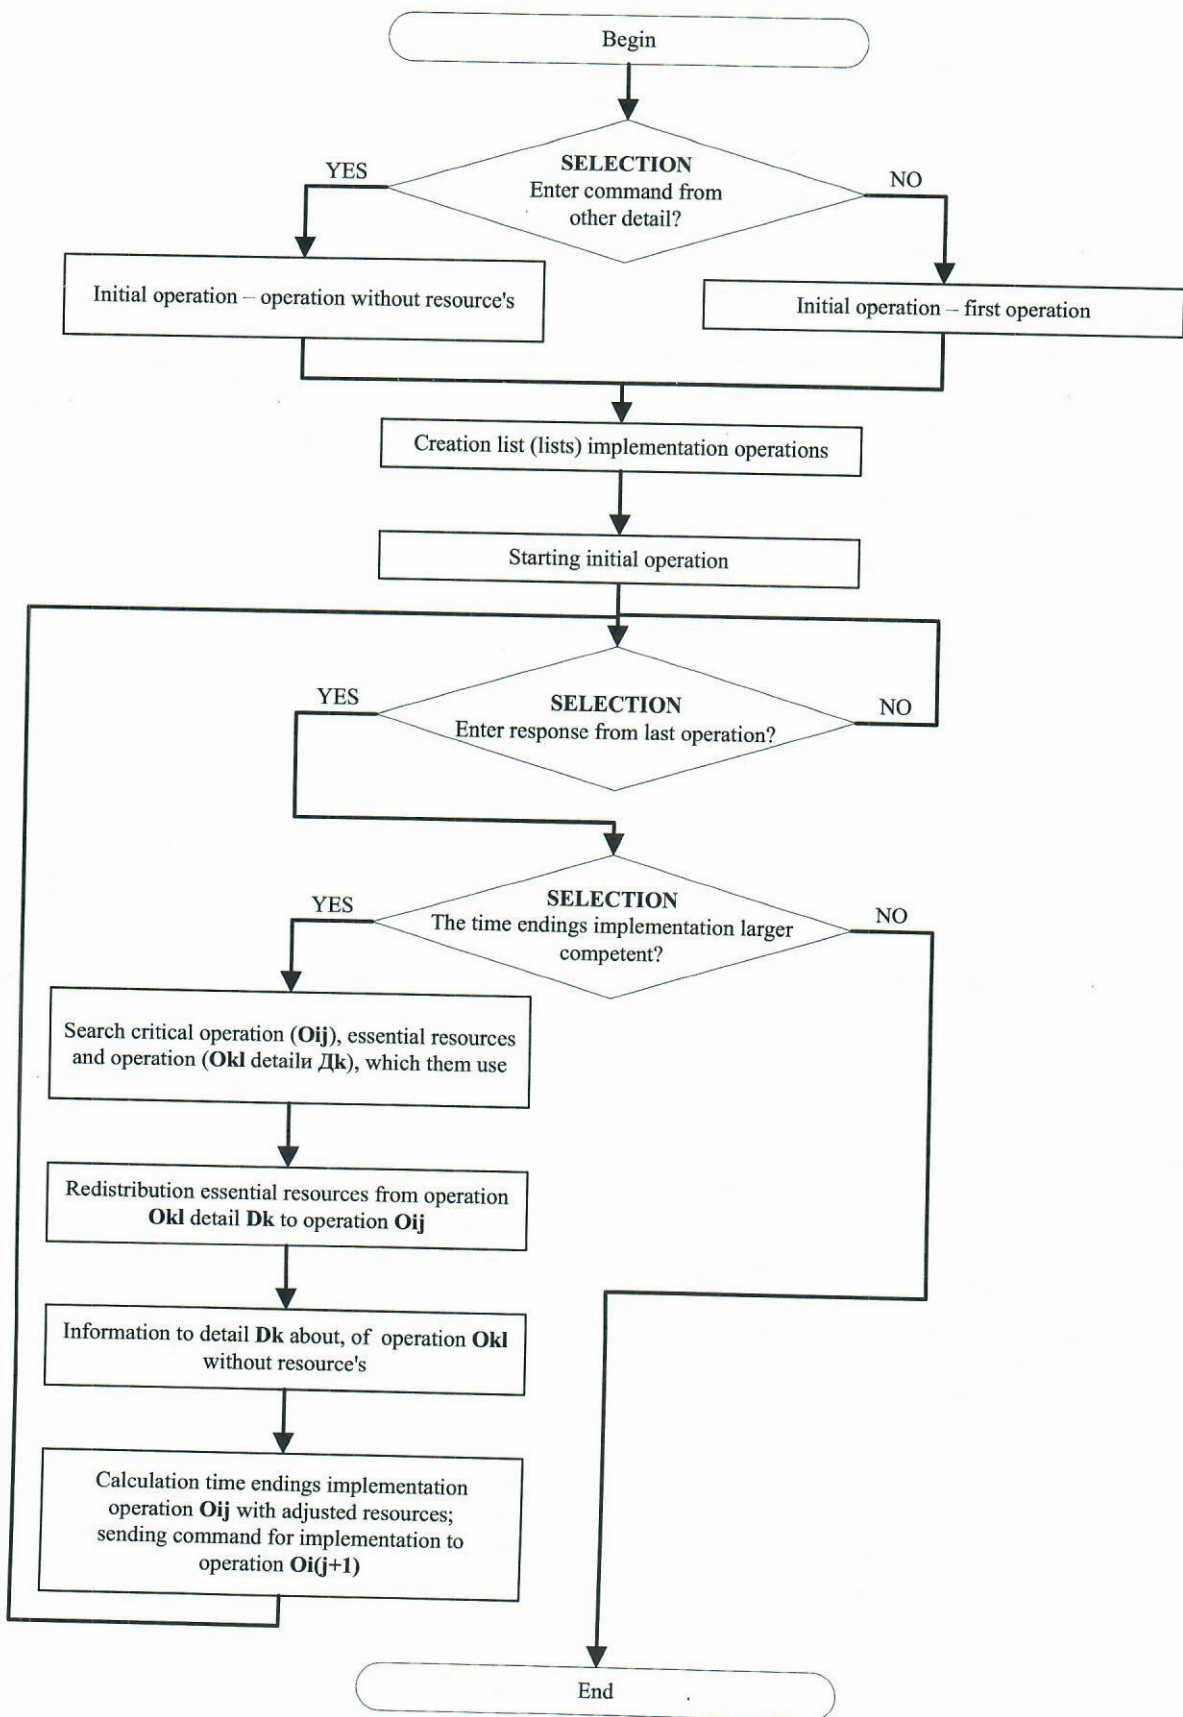 Begin
SELECTION
Enter command from
other detail?
YES
NO
Initial operation – operation without resource's
Initial operation – first operation
Creation list (lists) implementation operations
Starting initial operation
SELECTION
Enter response from last operation?
YES
NO
SELECTION
The time endings implementation larger
competent?
YES
NO
Search critical operation (Oij), essential resources
and operation (Okl detailи Дk), which them use
Redistribution essential resources from operation
Okl detail Dk to operation Oij
Information to detail Dk about, of operation Okl
without resource's
Calculation time endings implementation
operation Oij with adjusted resources;
sending command for implementation to
operation Oi(j+1)
End